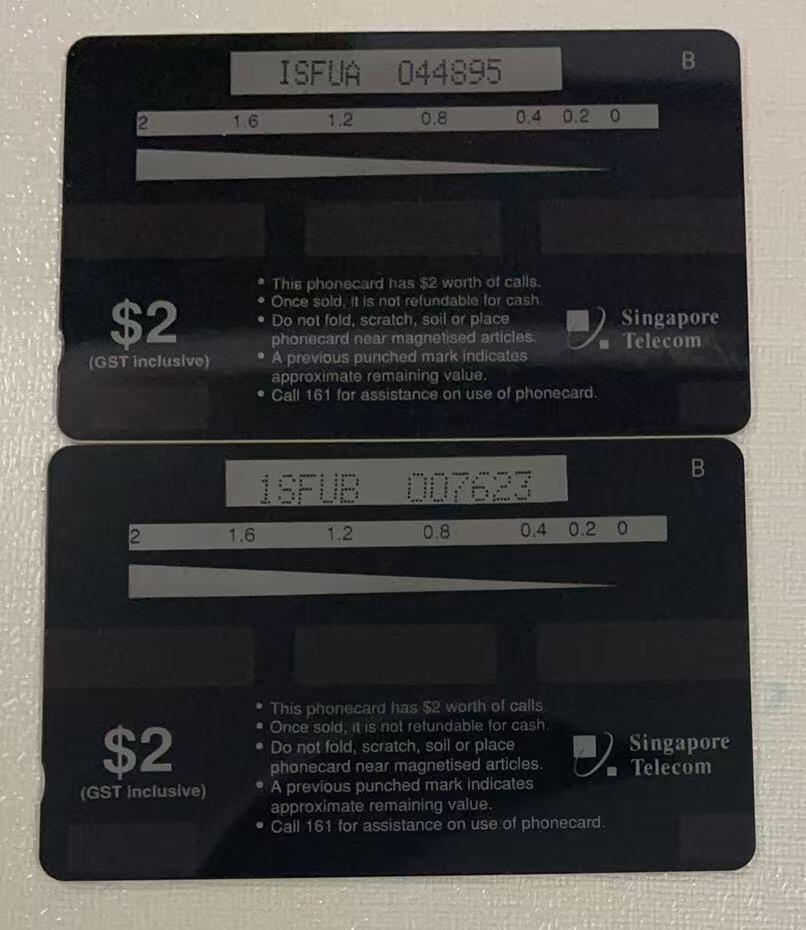 ISFUA 044895
B
2 1.6 1.2 0.8 0.4 0.2 0
• This phonecard has $2 worth of calls.
• Once sold, it is not refundable for cash.
• Do not fold, scratch, soil or place
phonecard near magnetised articles.
• A previous punched mark indicates
approximate remaining value.
• Call 161 for assistance on use of phonecard.
$2
(GST inclusive)
Singapore
Telecom
1SFUB 007623
B
2 1.6 1.2 0.8 0.4 0.2 0
• This phonecard has $2 worth of calls.
• Once sold, it is not refundable for cash.
• Do not fold, scratch, soil or place
phonecard near magnetised articles.
• A previous punched mark indicates
approximate remaining value.
• Call 161 for assistance on use of phonecard.
$2
(GST inclusive)
Singapore
Telecom